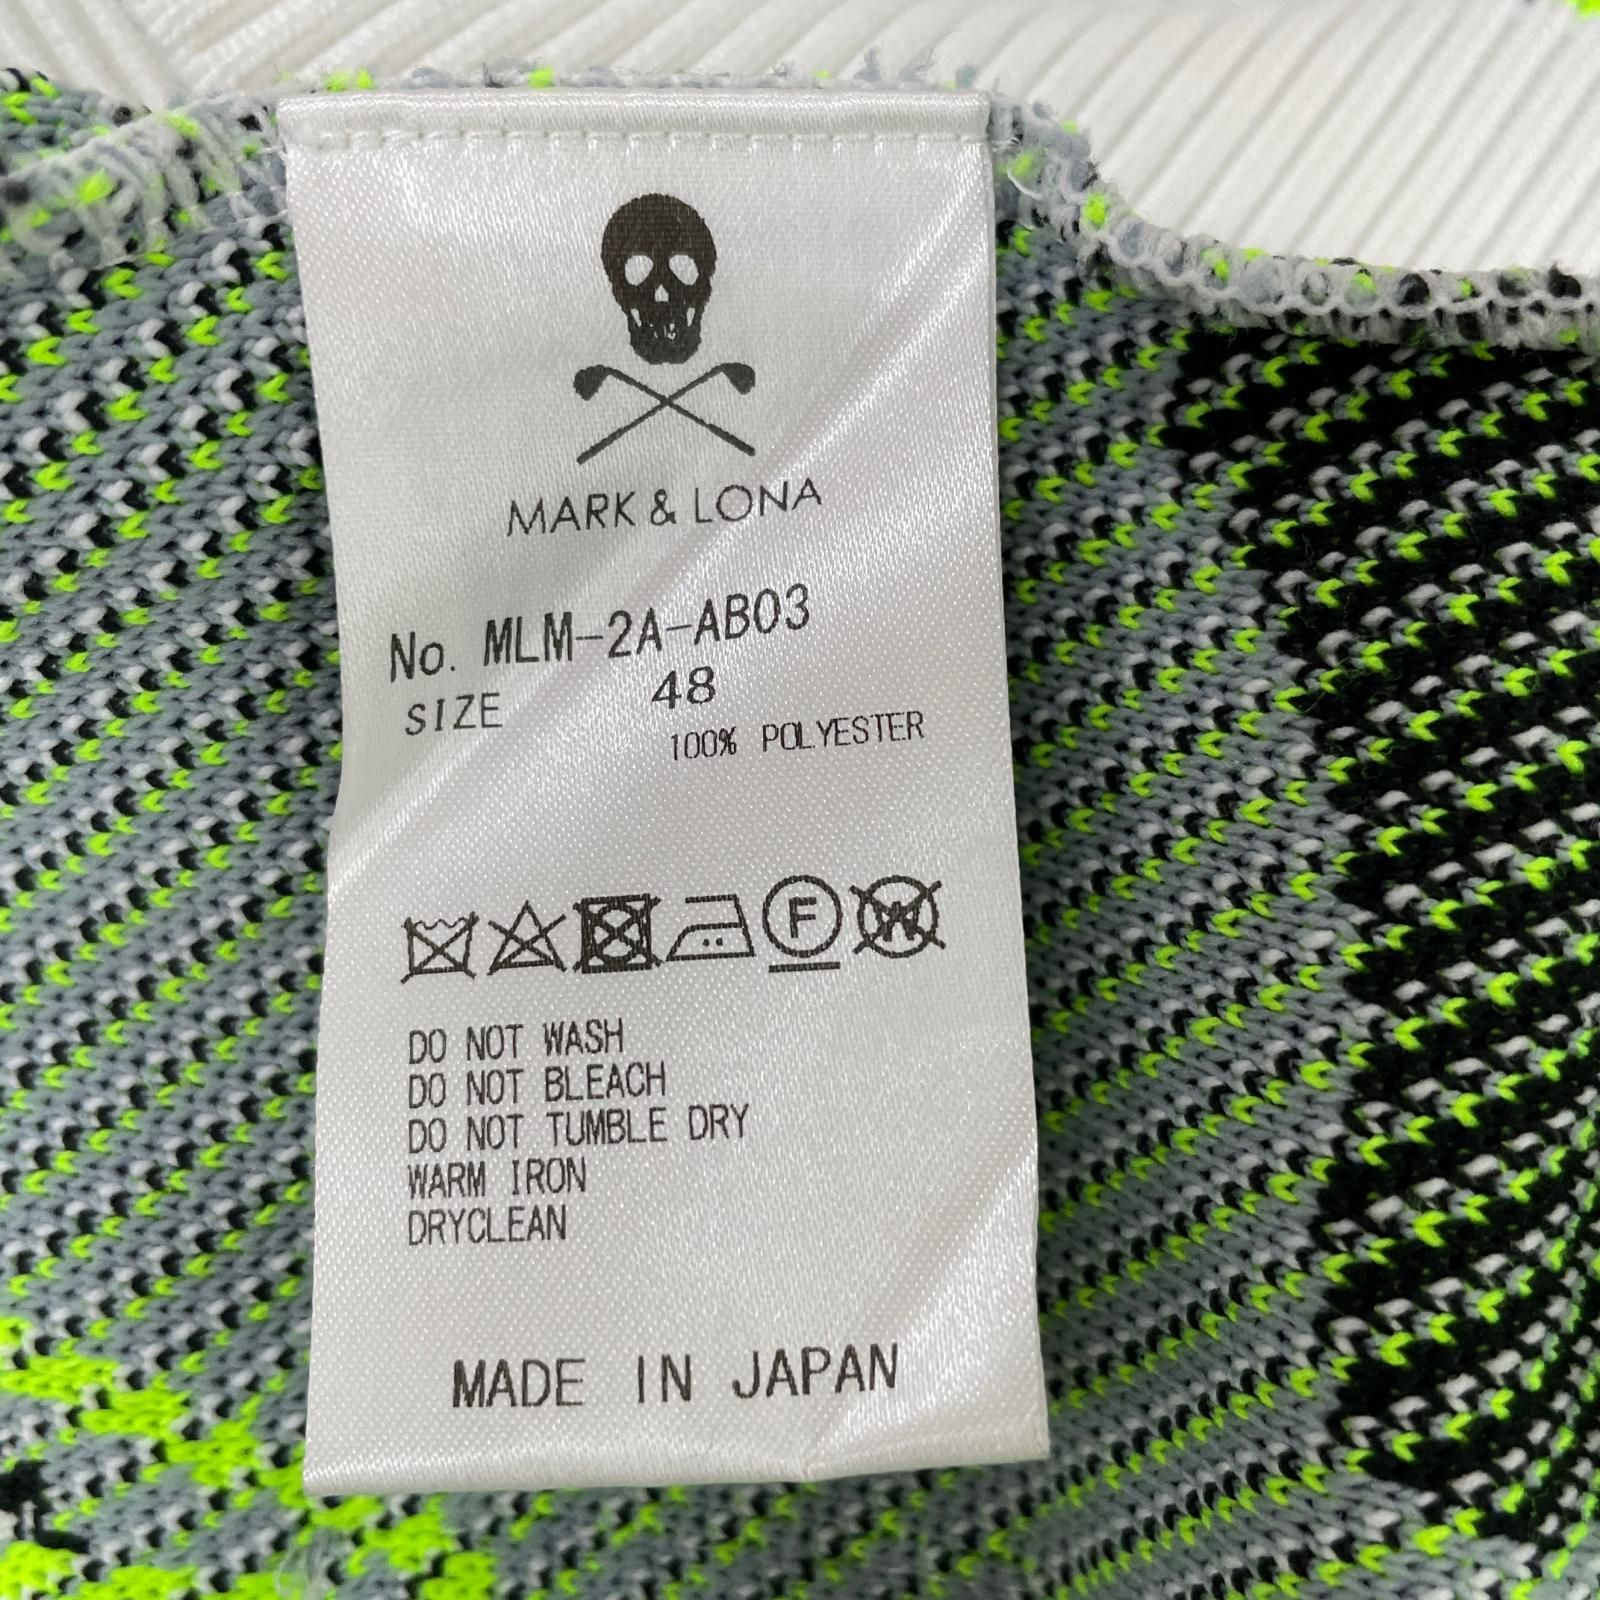 MARK & LONA
No. MLM-2A-AB03
SIZE 48
100% POLYESTER
F W
DO NOT WASH
DO NOT BLEACH
DO NOT TUMBLE DRY
WARM IRON
DRYCLEAN
MADE IN JAPAN